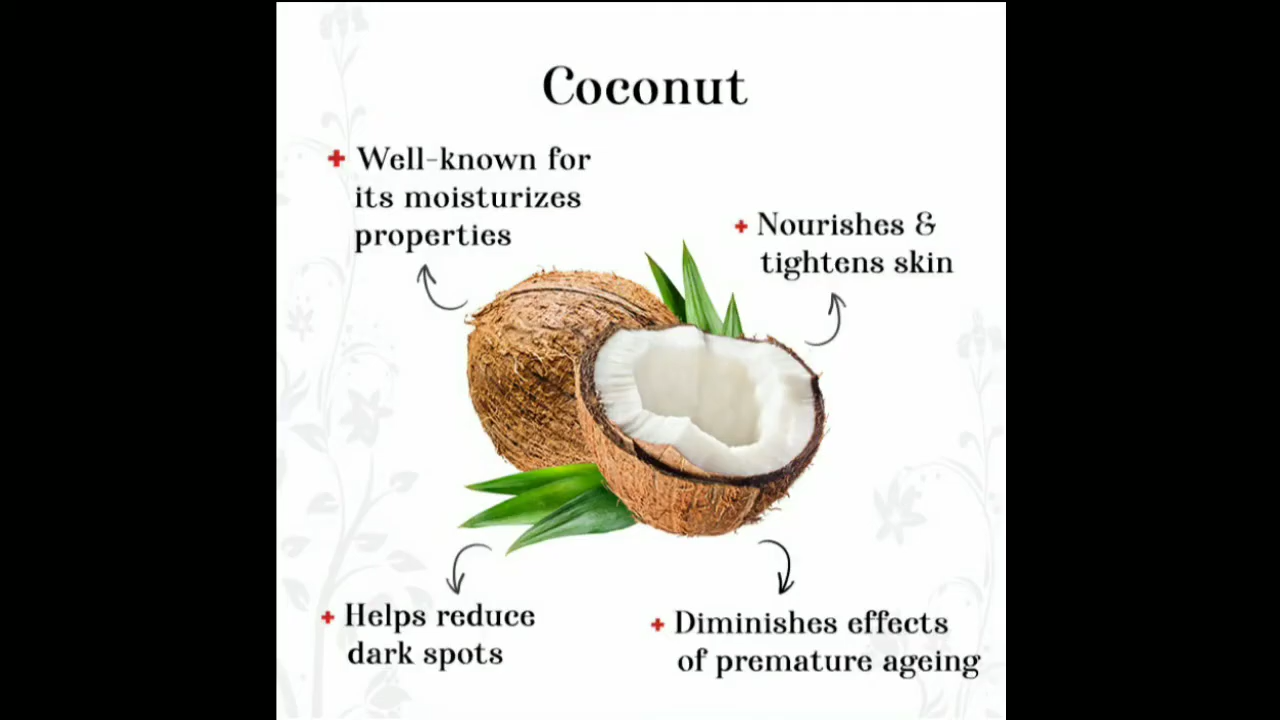 Coconut
Well-known for
its moisturizes
properties
Nourishes &
tightens skin
Helps reduce
dark spots
Diminishes effects
of premature ageing